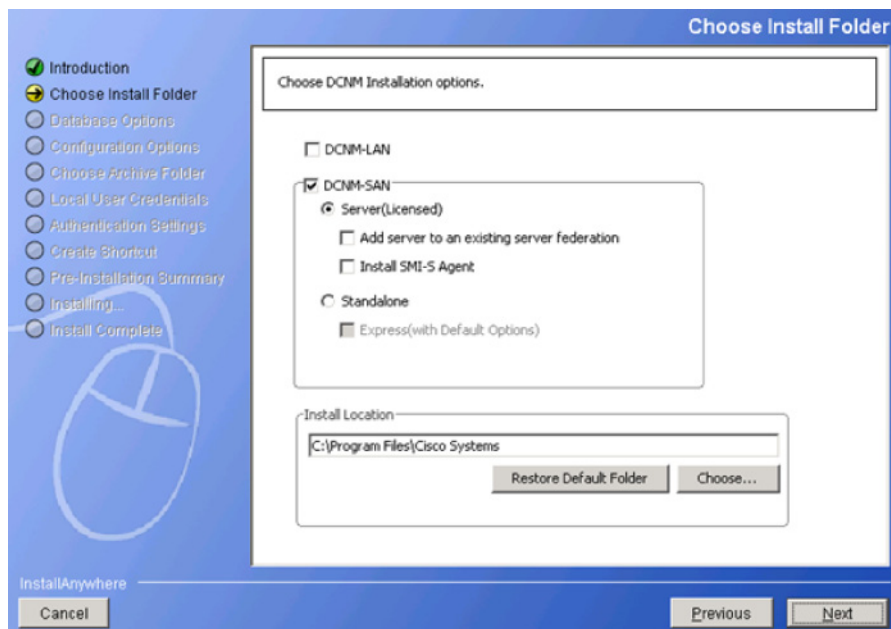 Choose Install Folder
Introduction
Choose Install Folder
Database Options
Configuration Options
Choose Archive Folder
Local User Credentials
Authentication Settings
Create Shortcut
Pre-Installation Summary
Installing...
Install Complete
Choose DCNM Installation options.
DCNM-LAN
DCNM-SAN
Server(Licensed)
Add server to an existing server federation
Install SMI-S Agent
Standalone
Express(with Default Options)
Install Location
C:\Program Files\Cisco Systems
Restore Default Folder
Choose...
InstallAnywhere
Cancel
Previous
Next